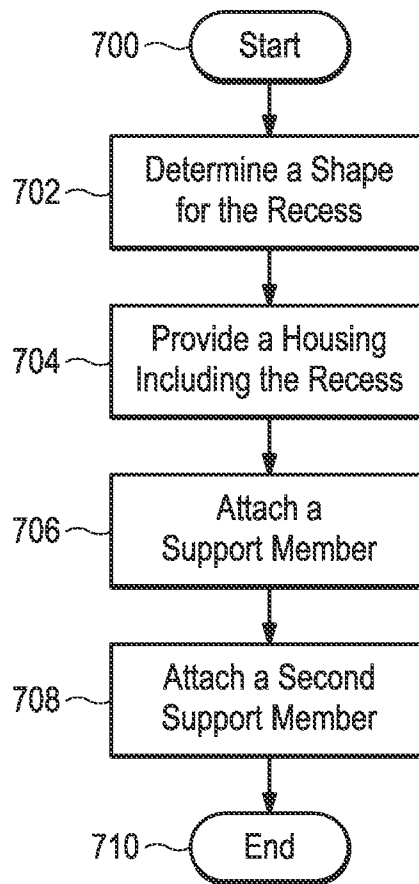 700 Start
702 Determine a Shape
for the Recess
704 Provide a Housing
Including the Recess
706 Attach a
Support Member
708 Attach a Second
Support Member
710 End